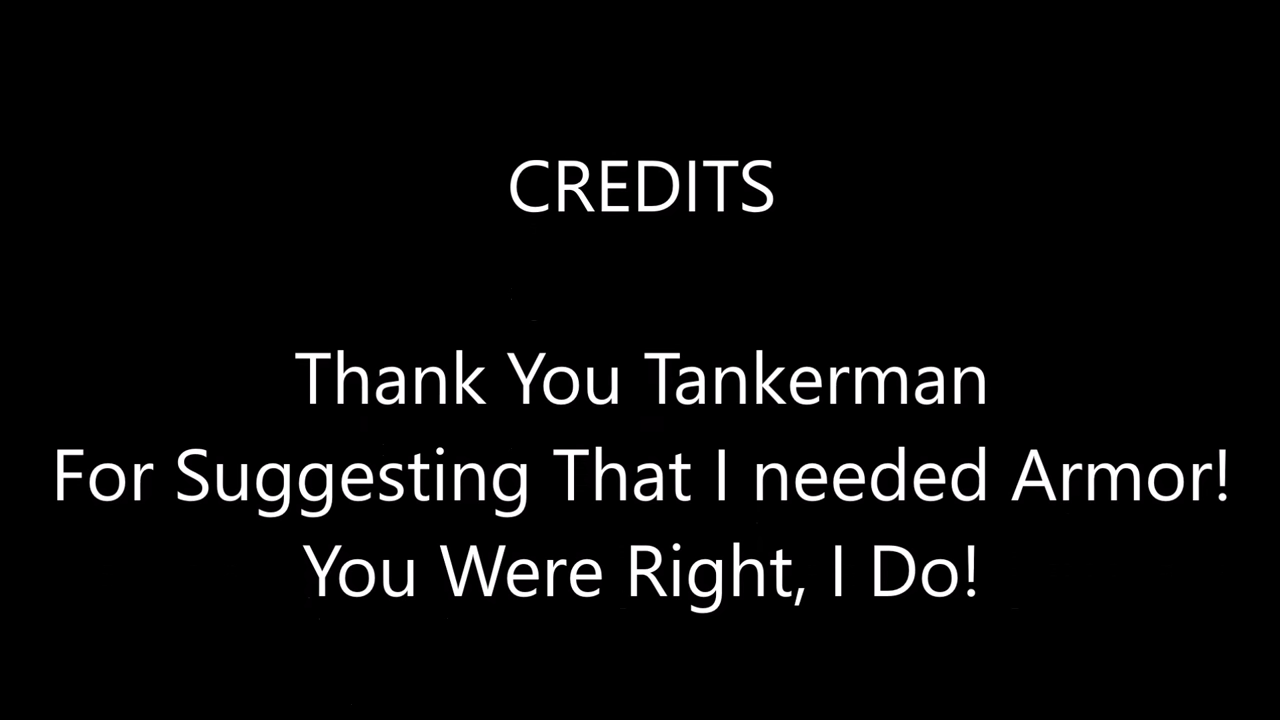 CREDITS
Thank You Tankerman
For Suggesting That I needed Armor!
You Were Right, I Do!